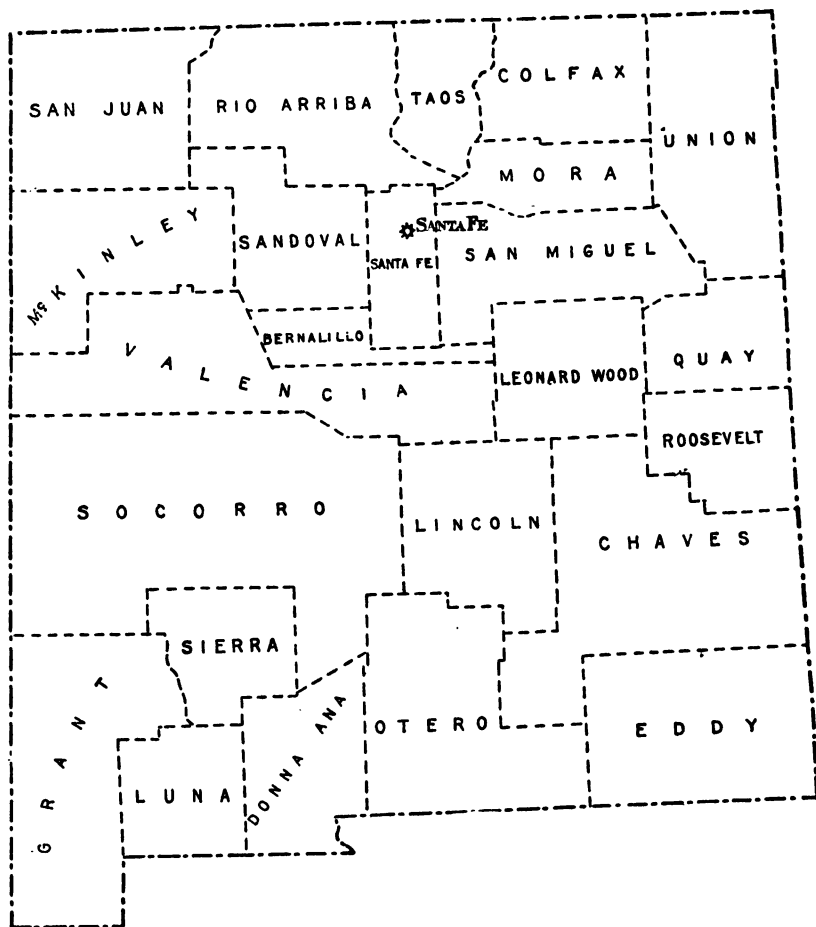 SAN JUAN
RIO ARRIBA
TAOS
COLFAX
UNION
MORA
McKINLEY
SANDOVAL
SANTA FE
SANTA FE
SAN MIGUEL
BERNALILLO
VALENCIA
LEONARD WOOD
QUAY
ROOSEVELT
SOCORRO
LINCOLN
CHAVES
SIERRA
GRANT
LUNA
DONNA ANA
OTERO
EDDY